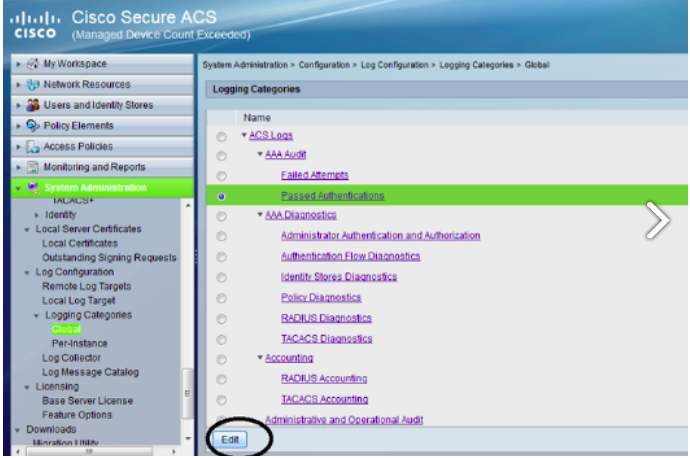 Cisco Secure ACS
CISCO (Managed Device Count Exceeded)
My Workspace
Network Resources
Users and Identity Stores
Policy Elements
Access Policies
Monitoring and Reports
System Administration
TACACS+
Identity
Local Server Certificates
Local Certificates
Outstanding Signing Requests
Log Configuration
Remote Log Targets
Local Log Target
Logging Categories
Global
Per-Instance
Log Collector
Log Message Catalog
Licensing
Base Server License
Feature Options
Downloads
Migration Utility
System Administration > Configuration > Log Configuration > Logging Categories > Global
Logging Categories
Name
ACS Logs
AAA Audit
Failed Attempts
Passed Authentications
AAA Diagnostics
Administrator Authentication and Authorization
Authentication Flow Diagnostics
Identity Stores Diagnostics
Policy Diagnostics
RADIUS Diagnostics
TACACS Diagnostics
Accounting
RADIUS Accounting
TACACS Accounting
Administrative and Operational Audit
Edit